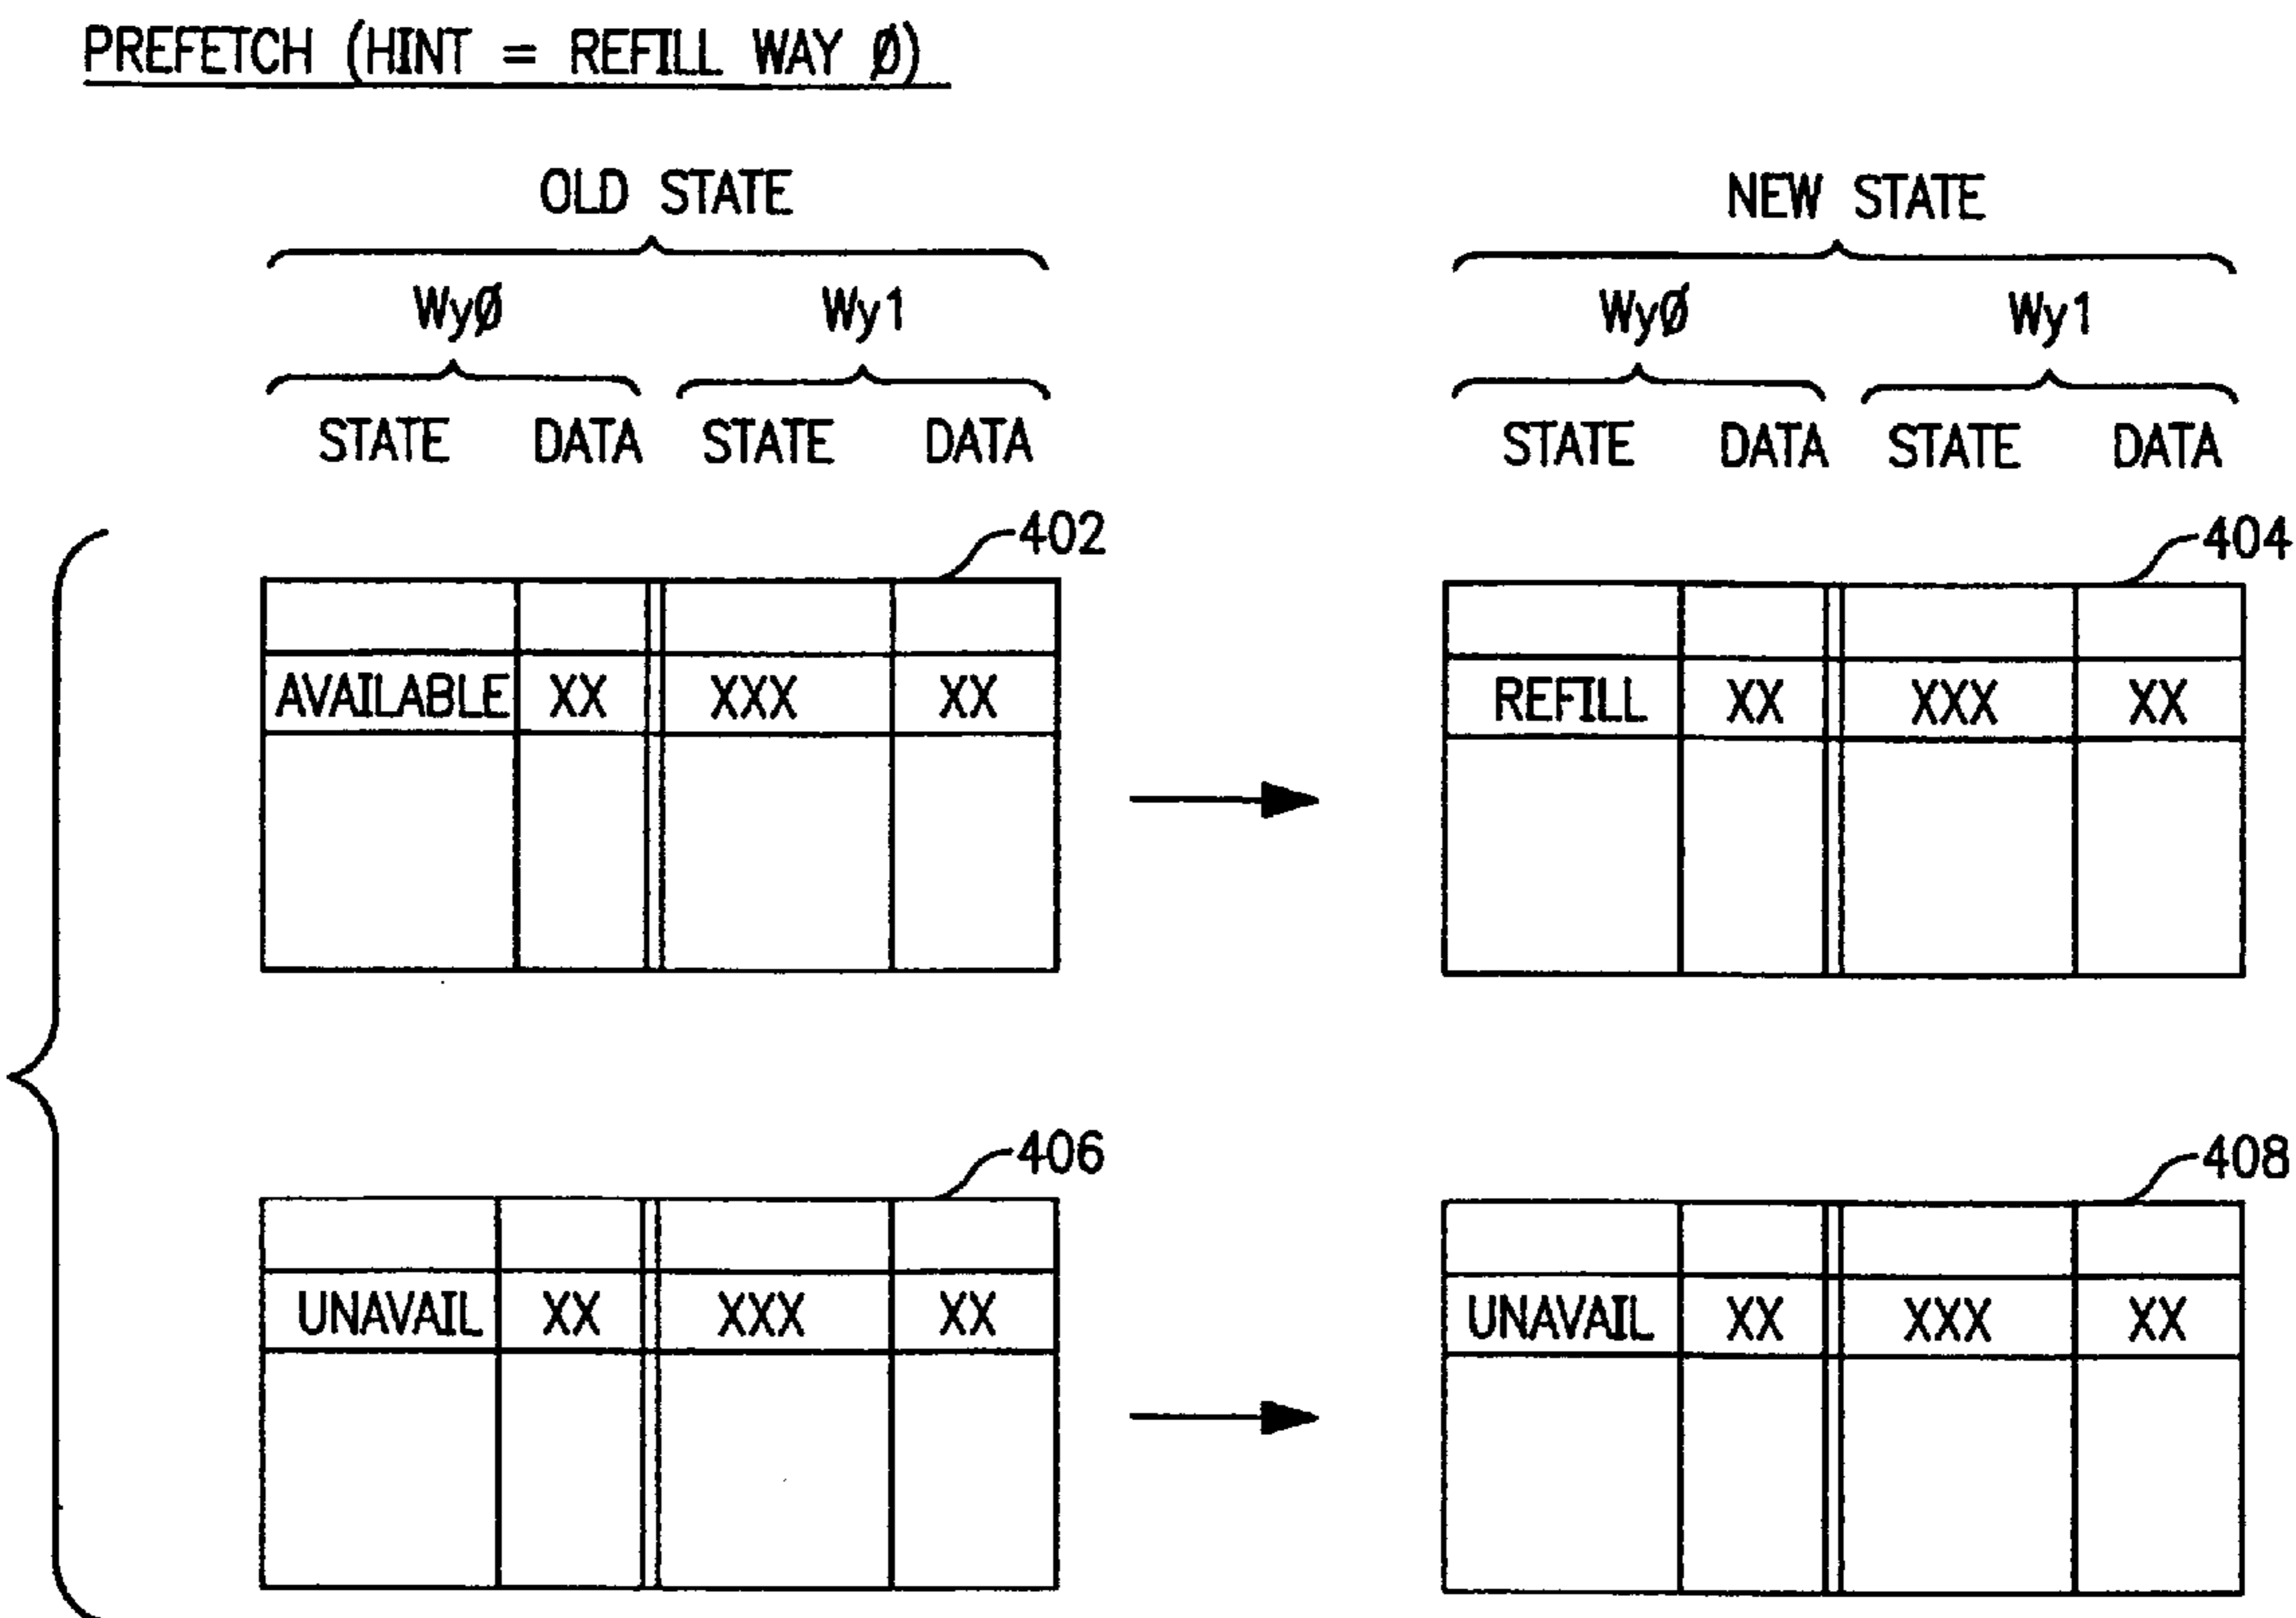 PREFETCH (HINT = REFILL WAY Ø)
OLD STATE NEW STATE
WyØ Wy1 WyØ Wy1
STATE DATA STATE DATA STATE DATA STATE DATA
402 404
AVAILABLE XX XXX XX REFILL XX XXX XX
406 408
UNAVAIL XX XXX XX UNAVAIL XX XXX XX